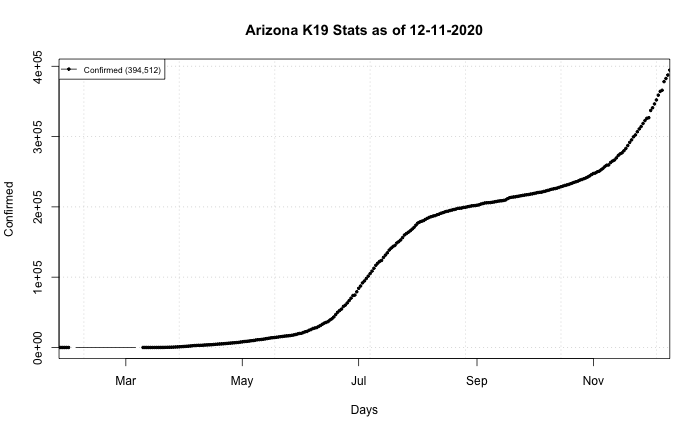 Arizona K19 Stats as of 12-11-2020
Confirmed (394,512)
4e+05
3e+05
2e+05
1e+05
0e+00
Confirmed
Mar May Jul Sep Nov
Days